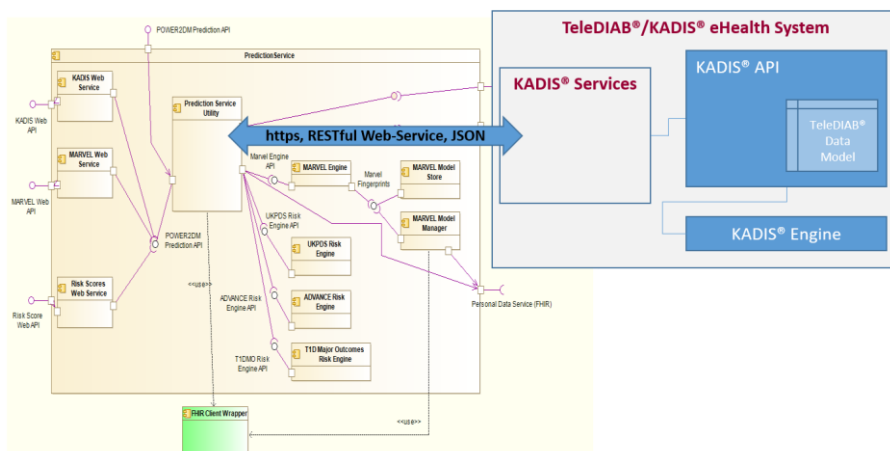 POWER2DM Prediction API
PredictionService
KADIS Web
Service
KADIS Web
API
MARVEL Web
Service
MARVEL Web
API
Risk Scores
Web Service
Risk Score
Web API
Prediction Service
Utility
POWER2DM
Prediction API
https, RESTful Web-Service, JSON
Marvel Engine
API
MARVEL Engine
Marvel
Fingerprints
MARVEL Model
Store
MARVEL Model
Manager
UKPDS Risk
Engine API
UKPDS Risk
Engine
ADVANCE Risk
Engine API
ADVANCE Risk
Engine
T1DMO Risk
Engine API
T1D Major Outcomes
Risk Engine
Personal Data Service (FHIR)
<<use>>
<<use>>
FHIR Client Wrapper
TeleDIAB®/KADIS® eHealth System
KADIS® Services
KADIS® API
TeleDIAB®
Data
Model
KADIS® Engine